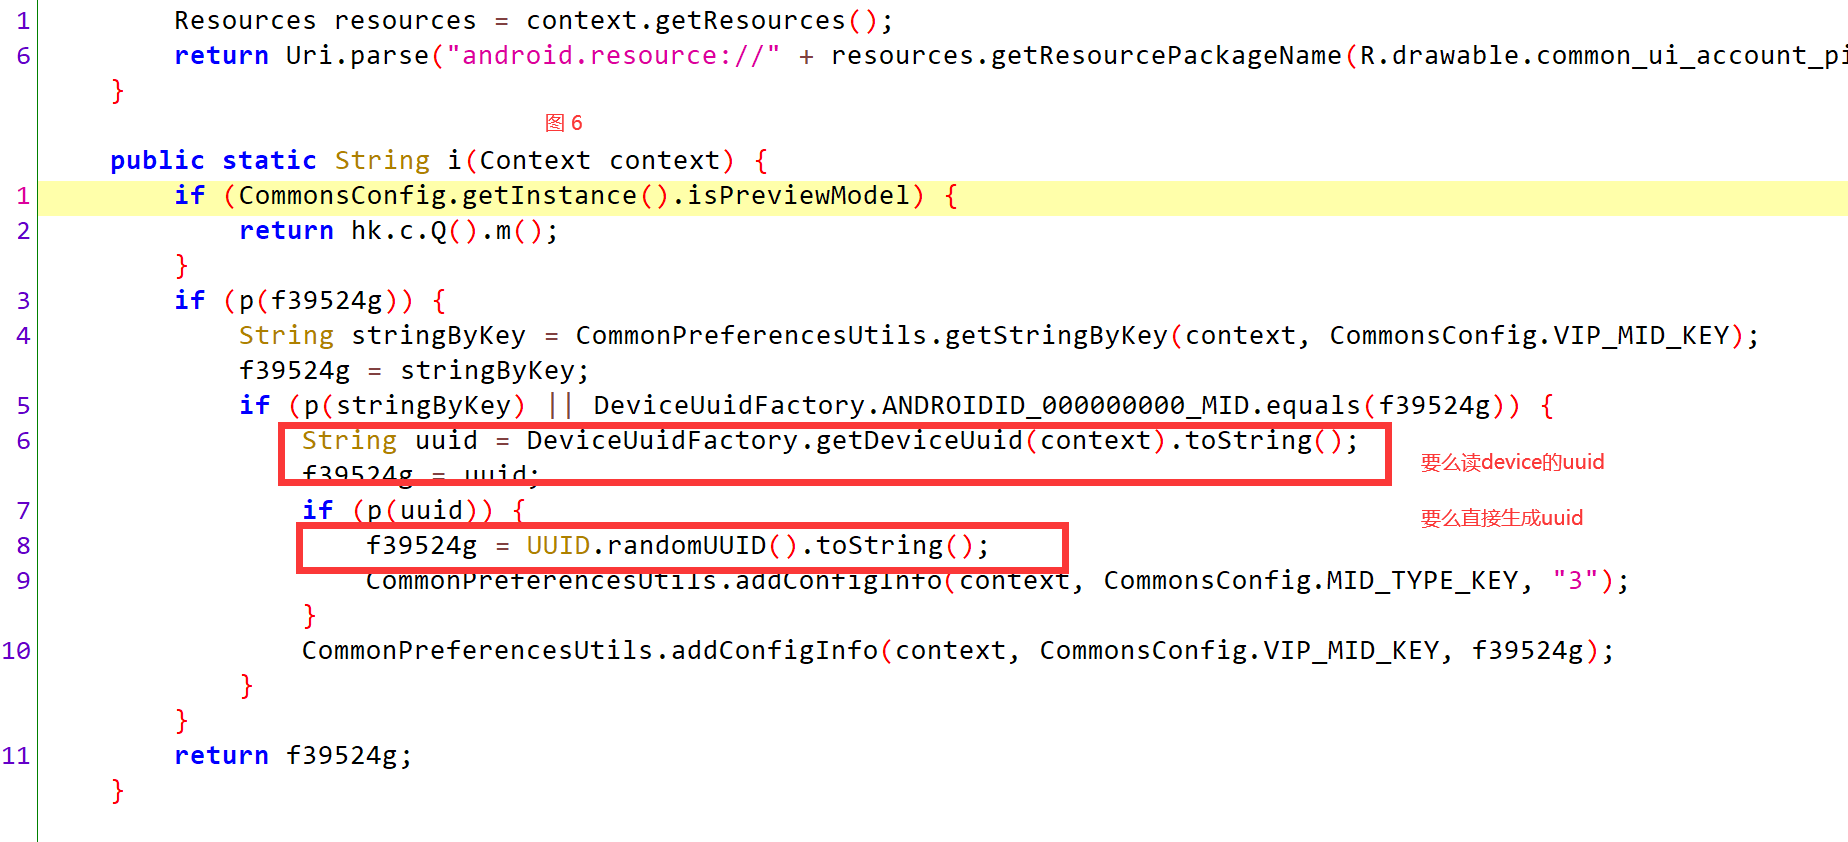 1 Resources resources = context.getResources();
6 return Uri.parse("android.resource://" + resources.getResourcePackageName(R.drawable.common_ui_account_pi
}
图 6
public static String i(Context context) {
1 if (CommonsConfig.getInstance().isPreviewModel) {
2 return hk.c.Q().m();
}
3 if (p(f39524g)) {
4 String stringByKey = CommonPreferencesUtils.getStringByKey(context, CommonsConfig.VIP_MID_KEY);
f39524g = stringByKey;
5 if (p(stringByKey) || DeviceUuidFactory.ANDROIDID_000000000_MID.equals(f39524g)) {
6 String uuid = DeviceUuidFactory.getDeviceUuid(context).toString();
要么读device的uuid
f39524g = uuid;
7 if (p(uuid)) {
要么直接生成uuid
8 f39524g = UUID.randomUUID().toString();
9 CommonPreferencesUtils.addConfigInfo(context, CommonsConfig.MID_TYPE_KEY, "3");
}
10 CommonPreferencesUtils.addConfigInfo(context, CommonsConfig.VIP_MID_KEY, f39524g);
}
}
11 return f39524g;
}